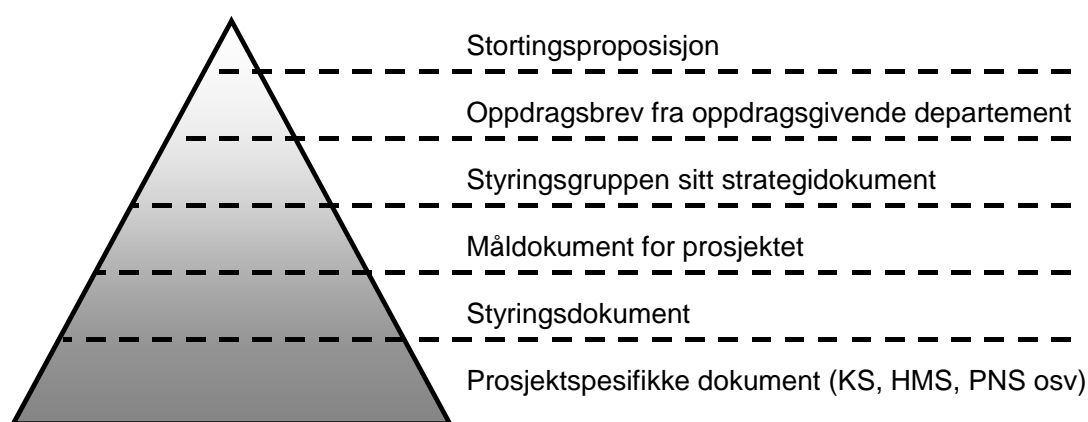 Stortingsproposisjon
Oppdragsbrev fra oppdragsgivende departement
Styringsgruppen sitt strategidokument
Måldokument for prosjektet
Styringsdokument
Prosjektspesifikke dokument (KS, HMS, PNS osv)